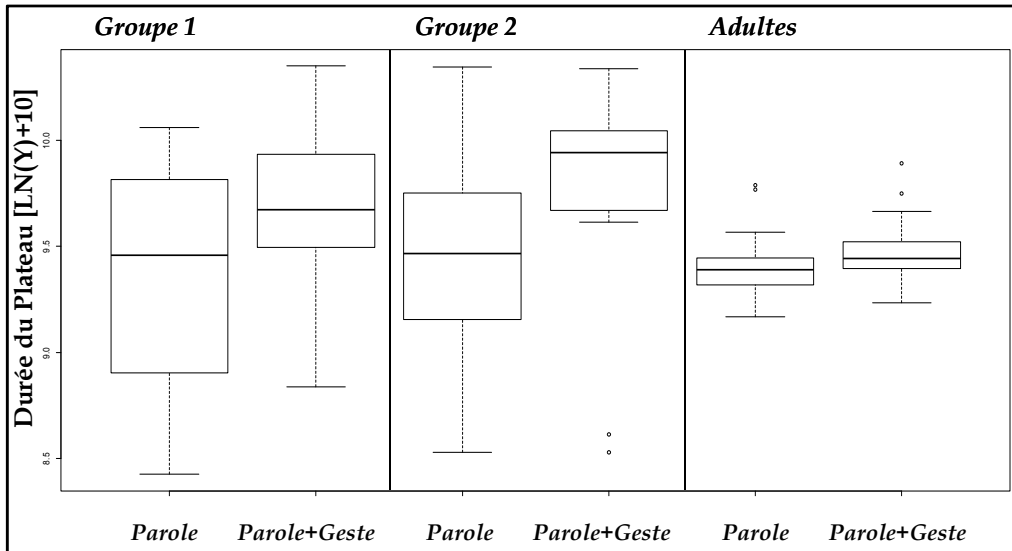 Groupe 1 Groupe 2 Adultes
Durée du Plateau [LN(Y)+10]
10.0
9.5
9.0
8.5
Parole Parole+Geste Parole Parole+Geste Parole Parole+Geste